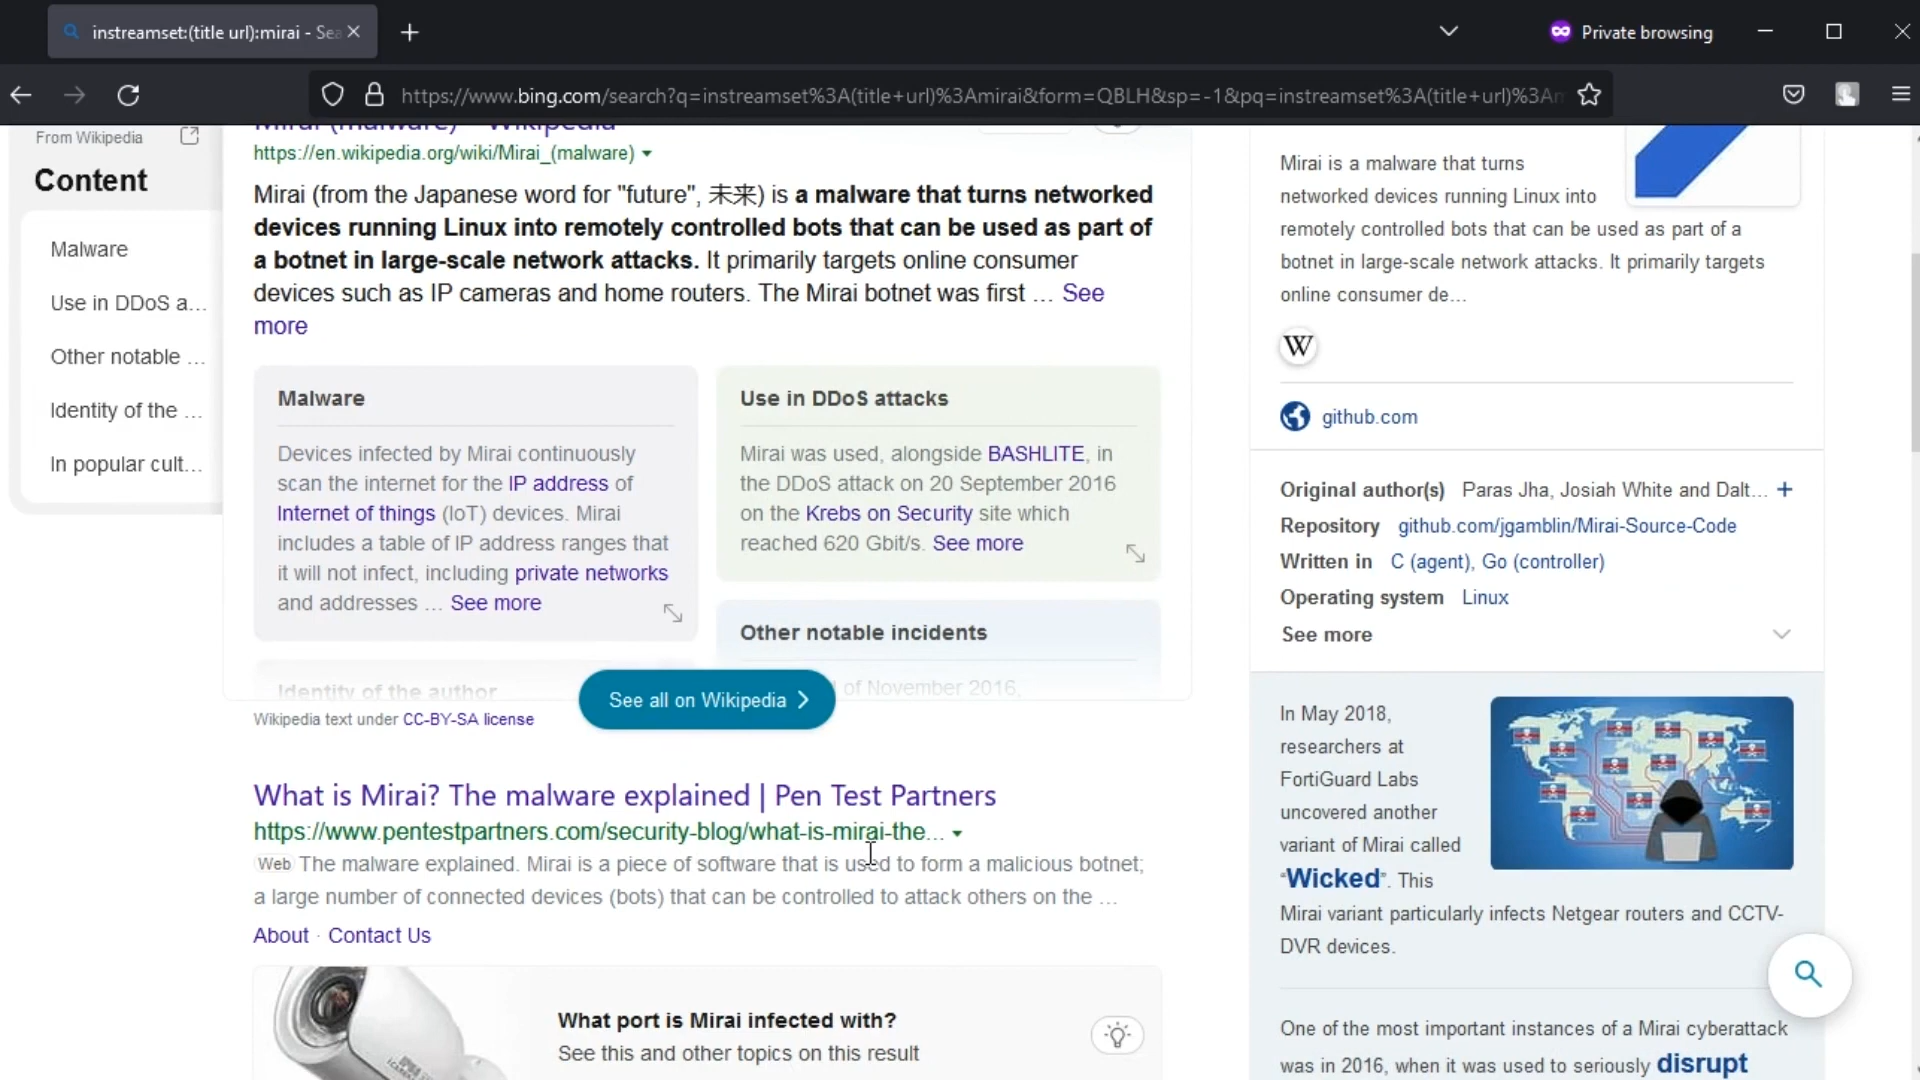 instreamset:(title url):mirai - Sea
Private browsing
https://www.bing.com/search?q=instreamset%3A(title+url)%3Amirai&form=QBLH&sp=-1&pq=instreamset%3A(title+url)%3Am
From Wikipedia
Content
Malware
Use in DDoS a...
Other notable ...
Identity of the ...
In popular cult...
Mirai (malware) - Wikipedia
https://en.wikipedia.org/wiki/Mirai_(malware)
Mirai (from the Japanese word for "future", 未来) is a malware that turns networked
devices running Linux into remotely controlled bots that can be used as part of
a botnet in large-scale network attacks. It primarily targets online consumer
devices such as IP cameras and home routers. The Mirai botnet was first ... See
more
Malware
Devices infected by Mirai continuously
scan the internet for the IP address of
Internet of things (IoT) devices. Mirai
includes a table of IP address ranges that
it will not infect, including private networks
and addresses ... See more
Use in DDoS attacks
Mirai was used, alongside BASHLITE, in
the DDoS attack on 20 September 2016
on the Krebs on Security site which
reached 620 Gbit/s. See more
Other notable incidents
of November 2016,
Identity of the author
See all on Wikipedia
Wikipedia text under CC-BY-SA license
What is Mirai? The malware explained | Pen Test Partners
https://www.pentestpartners.com/security-blog/what-is-mirai-the...
Web The malware explained. Mirai is a piece of software that is used to form a malicious botnet;
a large number of connected devices (bots) that can be controlled to attack others on the ...
About · Contact Us
What port is Mirai infected with?
See this and other topics on this result
Mirai is a malware that turns
networked devices running Linux into
remotely controlled bots that can be used as part of a
botnet in large-scale network attacks. It primarily targets
online consumer de...
W
github.com
Original author(s) Paras Jha, Josiah White and Dalt... +
Repository github.com/jgamblin/Mirai-Source-Code
Written in C (agent), Go (controller)
Operating system Linux
See more
In May 2018,
researchers at
FortiGuard Labs
uncovered another
variant of Mirai called
“Wicked”. This
Mirai variant particularly infects Netgear routers and CCTV-
DVR devices.
One of the most important instances of a Mirai cyberattack
was in 2016, when it was used to seriously disrupt